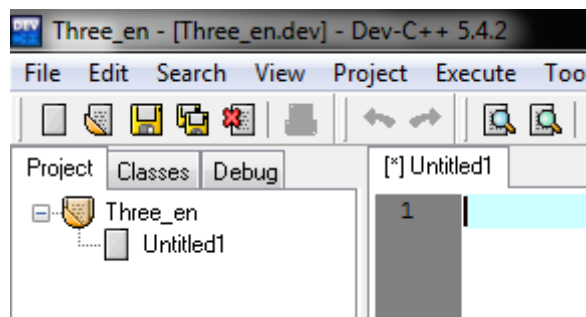 Three_en - [Three_en.dev] - Dev-C++ 5.4.2
File Edit Search View Project Execute Too
Project Classes Debug
[*] Untitled1
Three_en
Untitled1
1